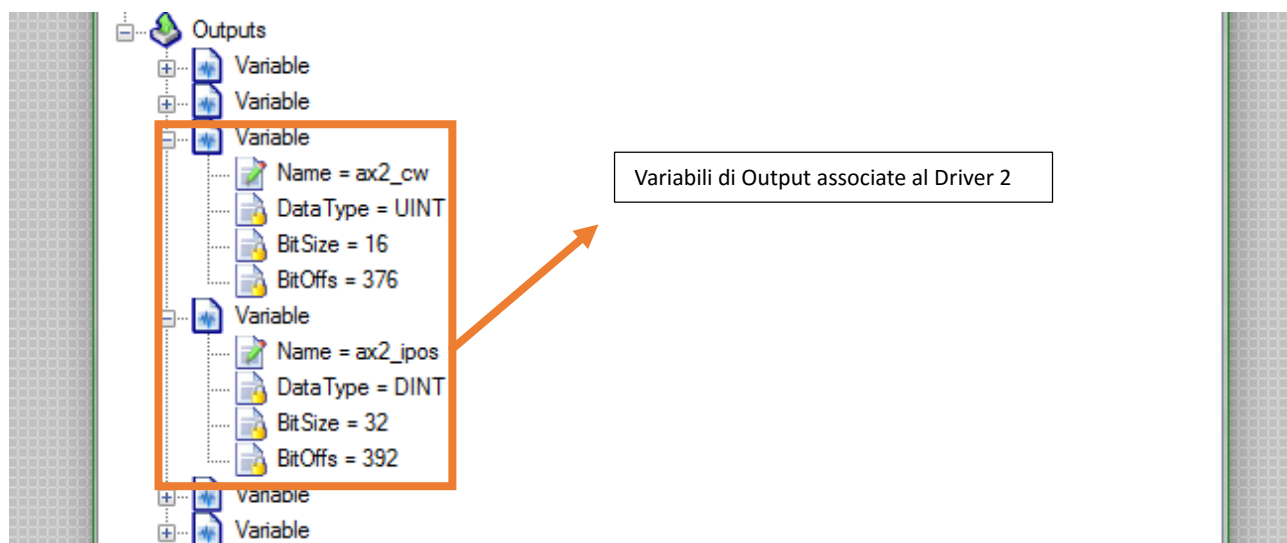 Outputs
Variable
Variable
Variable
Name = ax2_cw
Variabili di Output associate al Driver 2
DataType = UINT
BitSize = 16
BitOffs = 376
Variable
Name = ax2_ipos
DataType = DINT
BitSize = 32
BitOffs = 392
Variable
Variable